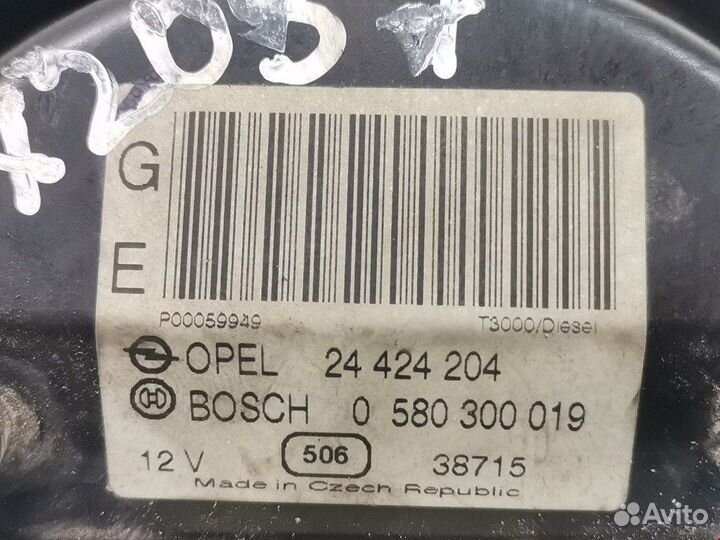 G
E
P00059949
T3000/Diesel
OPEL 24 424 204
BOSCH 0 580 300 019
12 V 506 38715
Made in Czech Republic
Avito